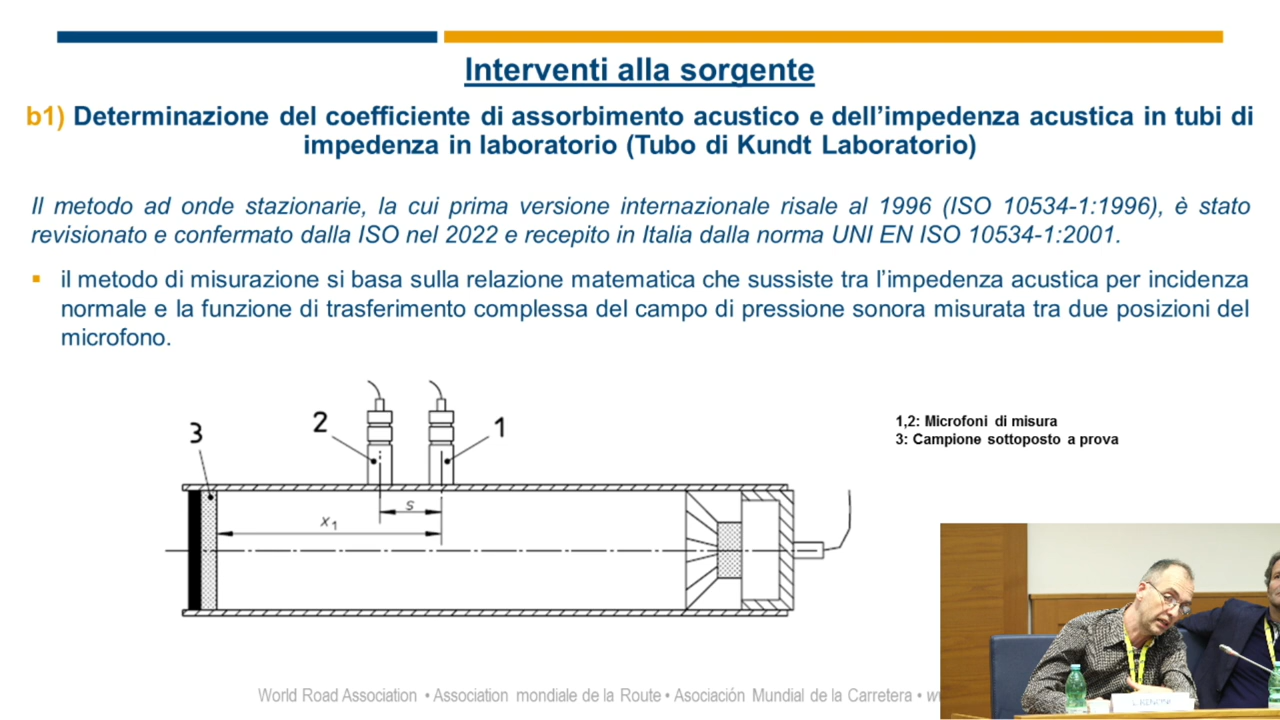 Interventi alla sorgente
b1) Determinazione del coefficiente di assorbimento acustico e dell’impedenza acustica in tubi di
impedenza in laboratorio (Tubo di Kundt Laboratorio)
Il metodo ad onde stazionarie, la cui prima versione internazionale risale al 1996 (ISO 10534-1:1996), è stato
revisionato e confermato dalla ISO nel 2022 e recepito in Italia dalla norma UNI EN ISO 10534-1:2001.
▪ il metodo di misurazione si basa sulla relazione matematica che sussiste tra l’impedenza acustica per incidenza
normale e la funzione di trasferimento complessa del campo di pressione sonora misurata tra due posizioni del
microfono.
3
2
1
s
x1
1,2: Microfoni di misura
3: Campione sottoposto a prova
World Road Association • Association mondiale de la Route • Asociación Mundial de la Carretera •